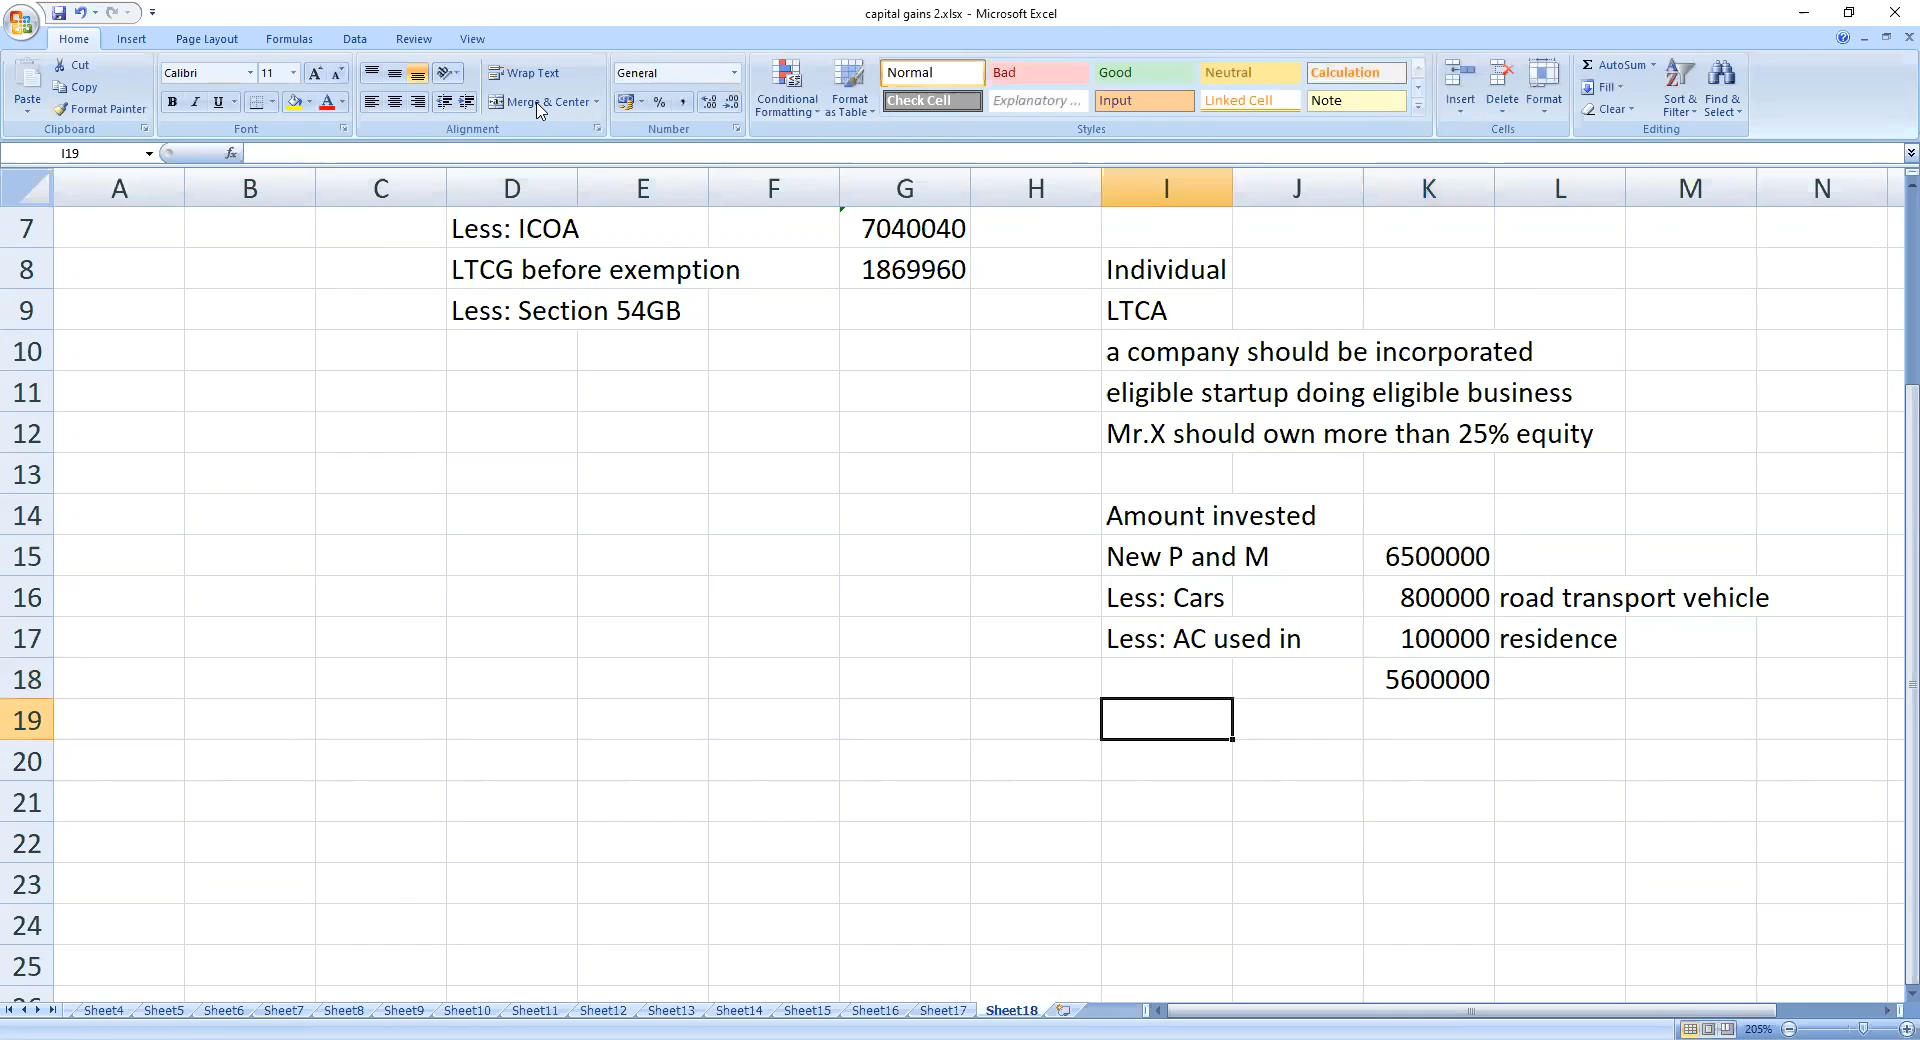 capital gains 2.xlsx - Microsoft Excel
Home Insert Page Layout Formulas Data Review View
Paste Cut Copy Format Painter Clipboard
Calibri 11 B I U A Font
Wrap Text Merge & Center Alignment
General % , Number
Conditional Formatting Format as Table
Normal Bad Good Neutral Calculation
Check Cell Explanatory ... Input Linked Cell Note
Styles
Insert Delete Format Cells
AutoSum Fill Clear Sort & Filter Find & Select Editing
I19 fx
A B C D E F G H I J K L M N
7 Less: ICOA 7040040
8 LTCG before exemption 1869960 Individual
9 Less: Section 54GB LTCA
10 a company should be incorporated
11 eligible startup doing eligible business
12 Mr.X should own more than 25% equity
13
14 Amount invested
15 New P and M 6500000
16 Less: Cars 800000 road transport vehicle
17 Less: AC used in 100000 residence
18 5600000
19
20
21
22
23
24
25
Sheet4 Sheet5 Sheet6 Sheet7 Sheet8 Sheet9 Sheet10 Sheet11 Sheet12 Sheet13 Sheet14 Sheet15 Sheet16 Sheet17 Sheet18
205%